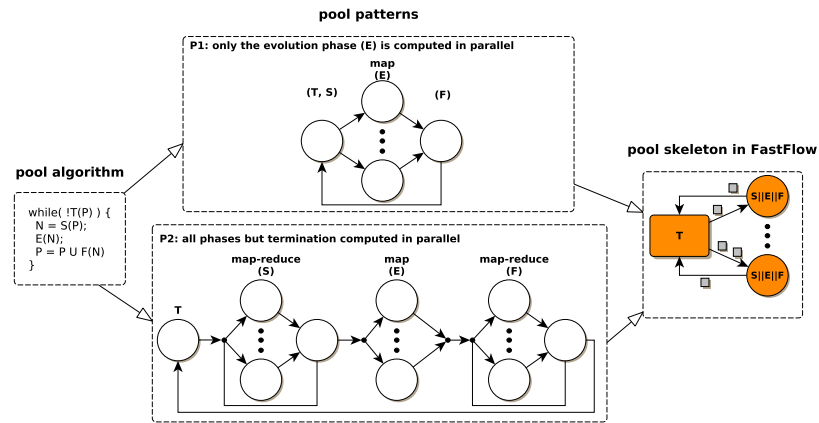 pool patterns
P1: only the evolution phase (E) is computed in parallel
map
(E)
(T, S)
(F)
pool algorithm
while( !T(P) ) {
N = S(P);
E(N);
P = P U F(N)
}
P2: all phases but termination computed in parallel
map-reduce
(S)
map
(E)
map-reduce
(F)
T
pool skeleton in FastFlow
S||E||F
T
S||E||F